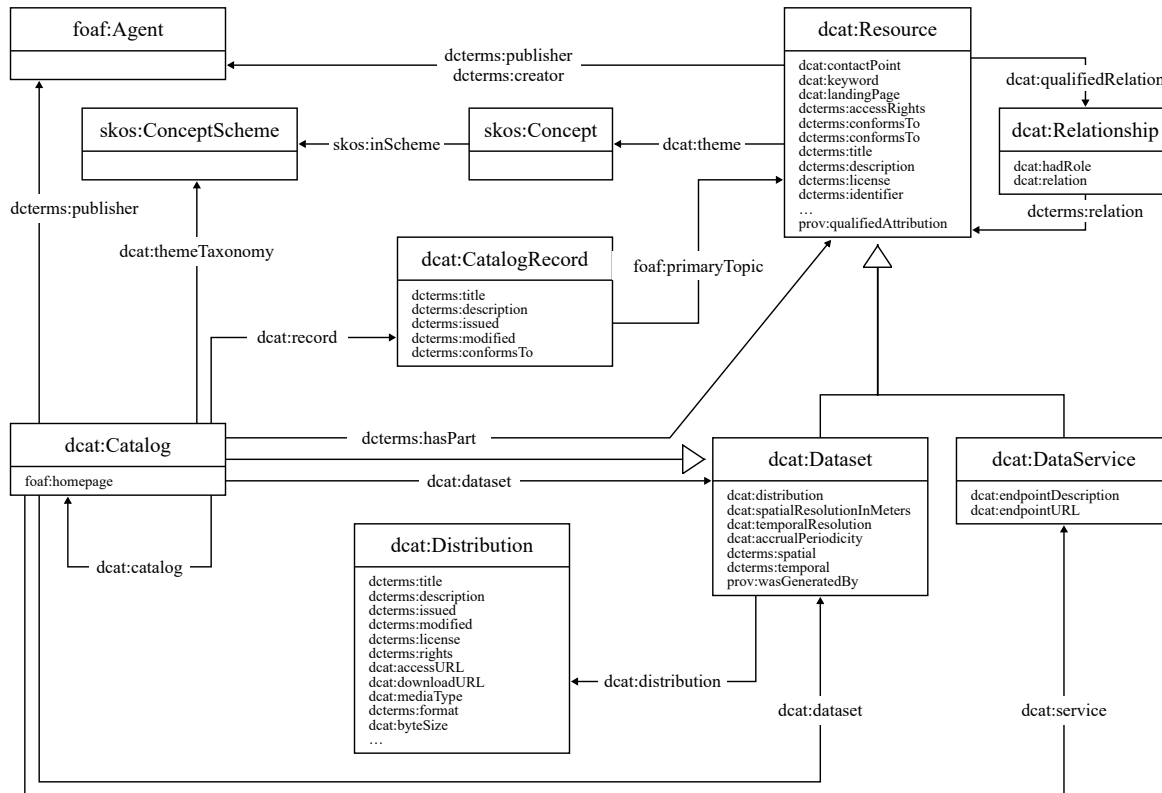 foaf:Agent
dcterms:publisher
dcterms:creator
dcat:Resource
dcat:contactPoint
dcat:keyword
dcat:landingPage
dcterms:accessRights
dcterms:conformsTo
dcterms:conformsTo
dcterms:title
dcterms:description
dcterms:license
dcterms:identifier
…
prov:qualifiedAttribution
dcat:qualifiedRelation
dcat:Relationship
dcat:hadRole
dcat:relation
dcterms:relation
skos:ConceptScheme
skos:inScheme
skos:Concept
dcat:theme
dcterms:publisher
dcat:themeTaxonomy
dcat:CatalogRecord
dcterms:title
dcterms:description
dcterms:issued
dcterms:modified
dcterms:conformsTo
foaf:primaryTopic
dcat:record
dcat:Catalog
foaf:homepage
dcterms:hasPart
dcat:dataset
dcat:catalog
dcat:Dataset
dcat:distribution
dcat:spatialResolutionInMeters
dcat:temporalResolution
dcat:accrualPeriodicity
dcterms:spatial
dcterms:temporal
prov:wasGeneratedBy
dcat:DataService
dcat:endpointDescription
dcat:endpointURL
dcat:Distribution
dcterms:title
dcterms:description
dcterms:issued
dcterms:modified
dcterms:license
dcterms:rights
dcat:accessURL
dcat:downloadURL
dcat:mediaType
dcterms:format
dcat:byteSize
…
dcat:distribution
dcat:dataset
dcat:service